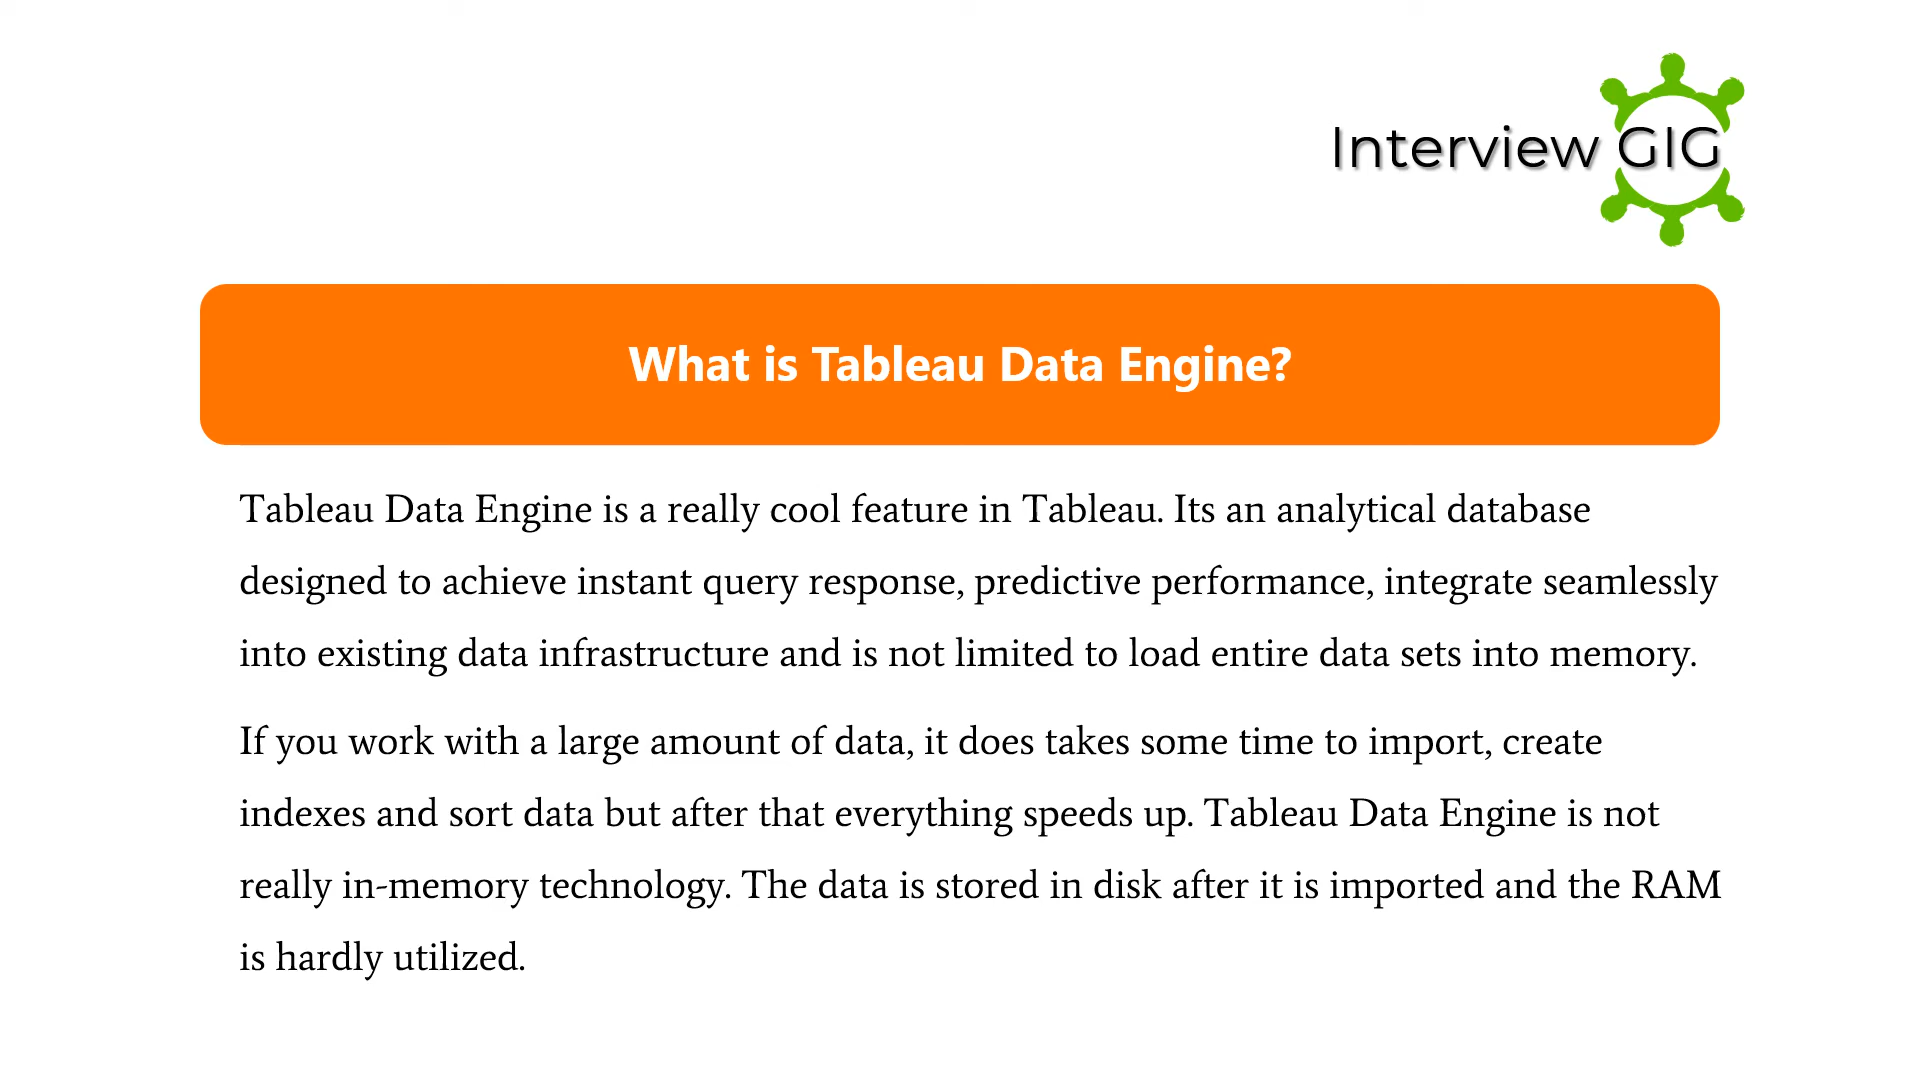 Interview GIG
What is Tableau Data Engine?
Tableau Data Engine is a really cool feature in Tableau. Its an analytical database
designed to achieve instant query response, predictive performance, integrate seamlessly
into existing data infrastructure and is not limited to load entire data sets into memory.
If you work with a large amount of data, it does takes some time to import, create
indexes and sort data but after that everything speeds up. Tableau Data Engine is not
really in-memory technology. The data is stored in disk after it is imported and the RAM
is hardly utilized.